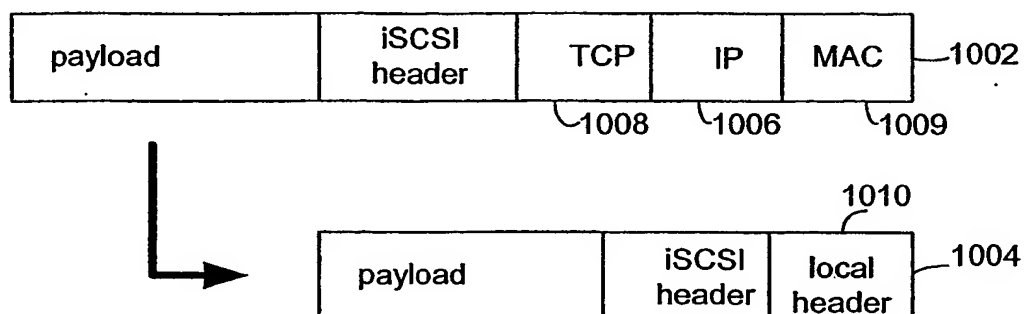 payload iSCSI header TCP IP MAC 1002
1008 1006 1009
1010
payload iSCSI header local header 1004